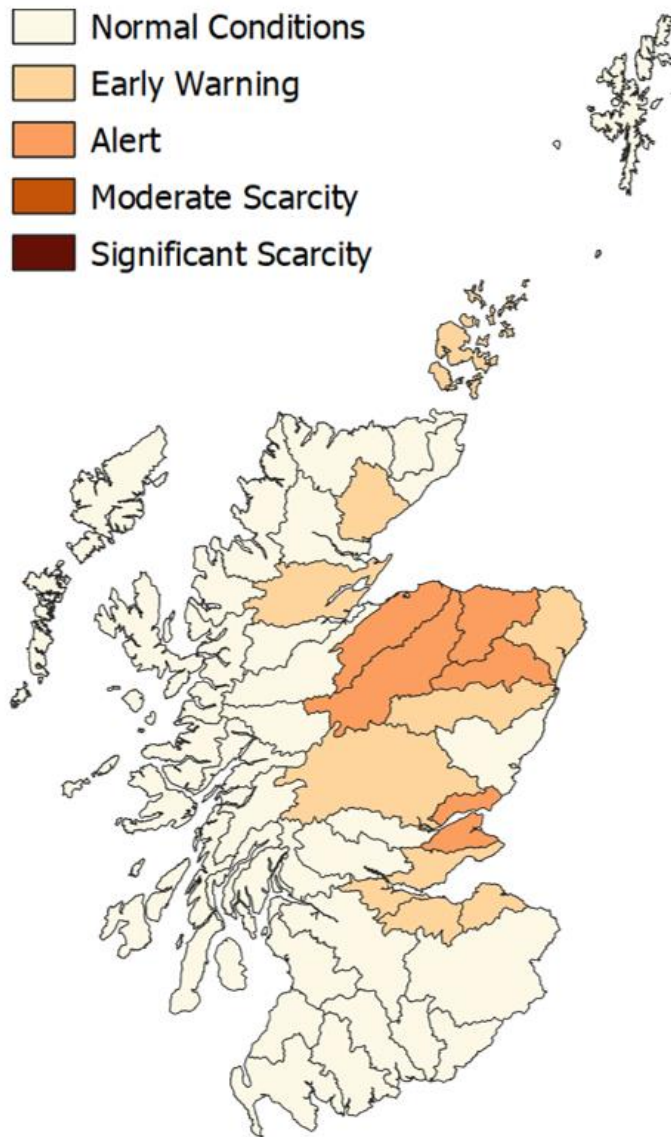 Normal Conditions
Early Warning
Alert
Moderate Scarcity
Significant Scarcity